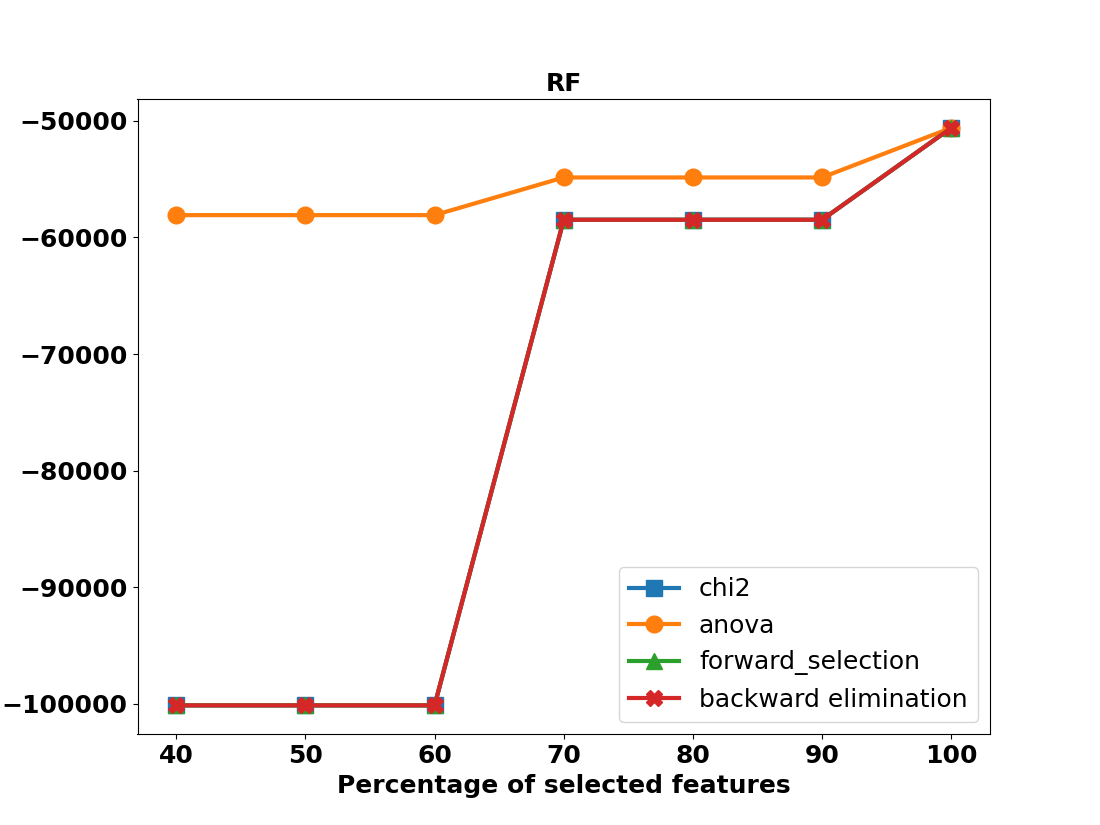 RF
−50000
−60000
−70000
−80000
−90000
−100000
chi2
anova
forward_selection
backward elimination
40 50 60 70 80 90 100
Percentage of selected features